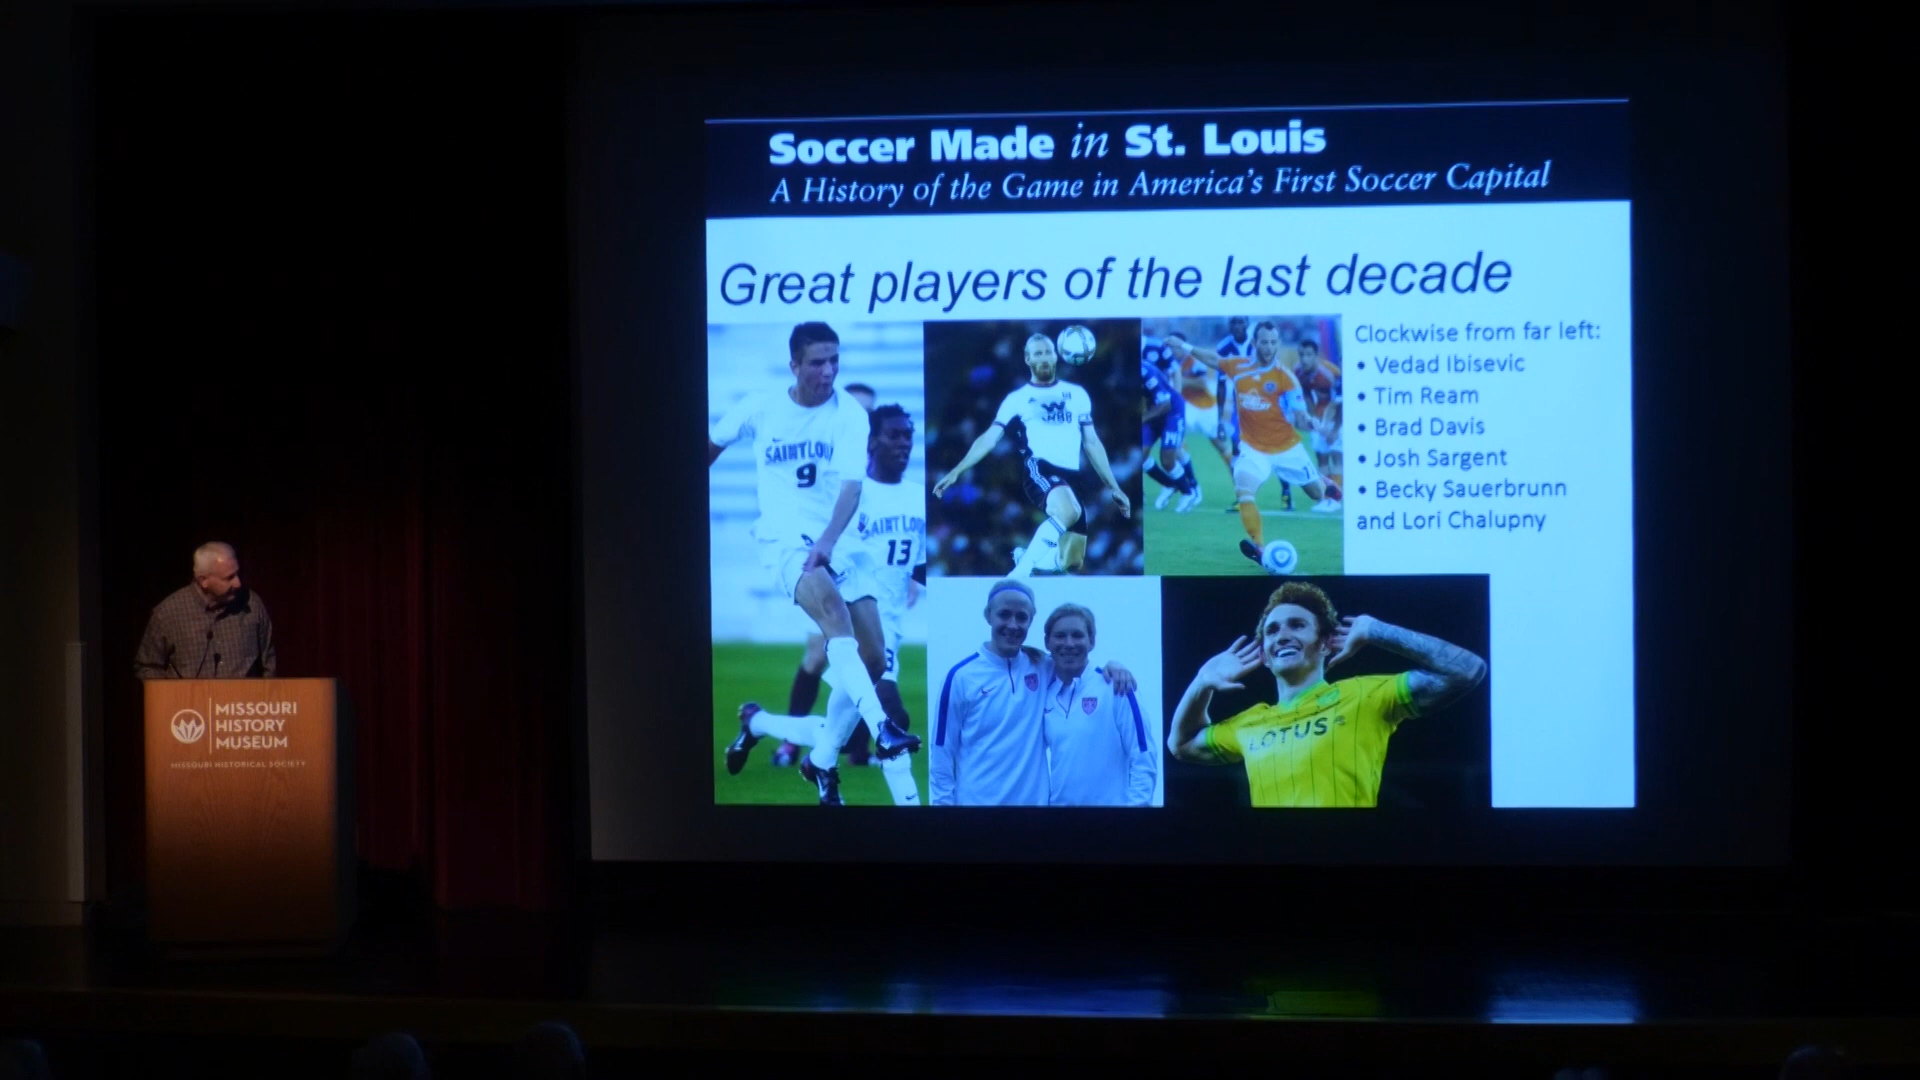 Soccer Made in St. Louis
A History of the Game in America's First Soccer Capital
Great players of the last decade
Clockwise from far left:
• Vedad Ibisevic
• Tim Ream
• Brad Davis
• Josh Sargent
• Becky Sauerbrunn
and Lori Chalupny
SAINT LOU
9
SAINT LOU
13
LOTUS
MISSOURI
HISTORY
MUSEUM
MISSOURI HISTORICAL SOCIETY